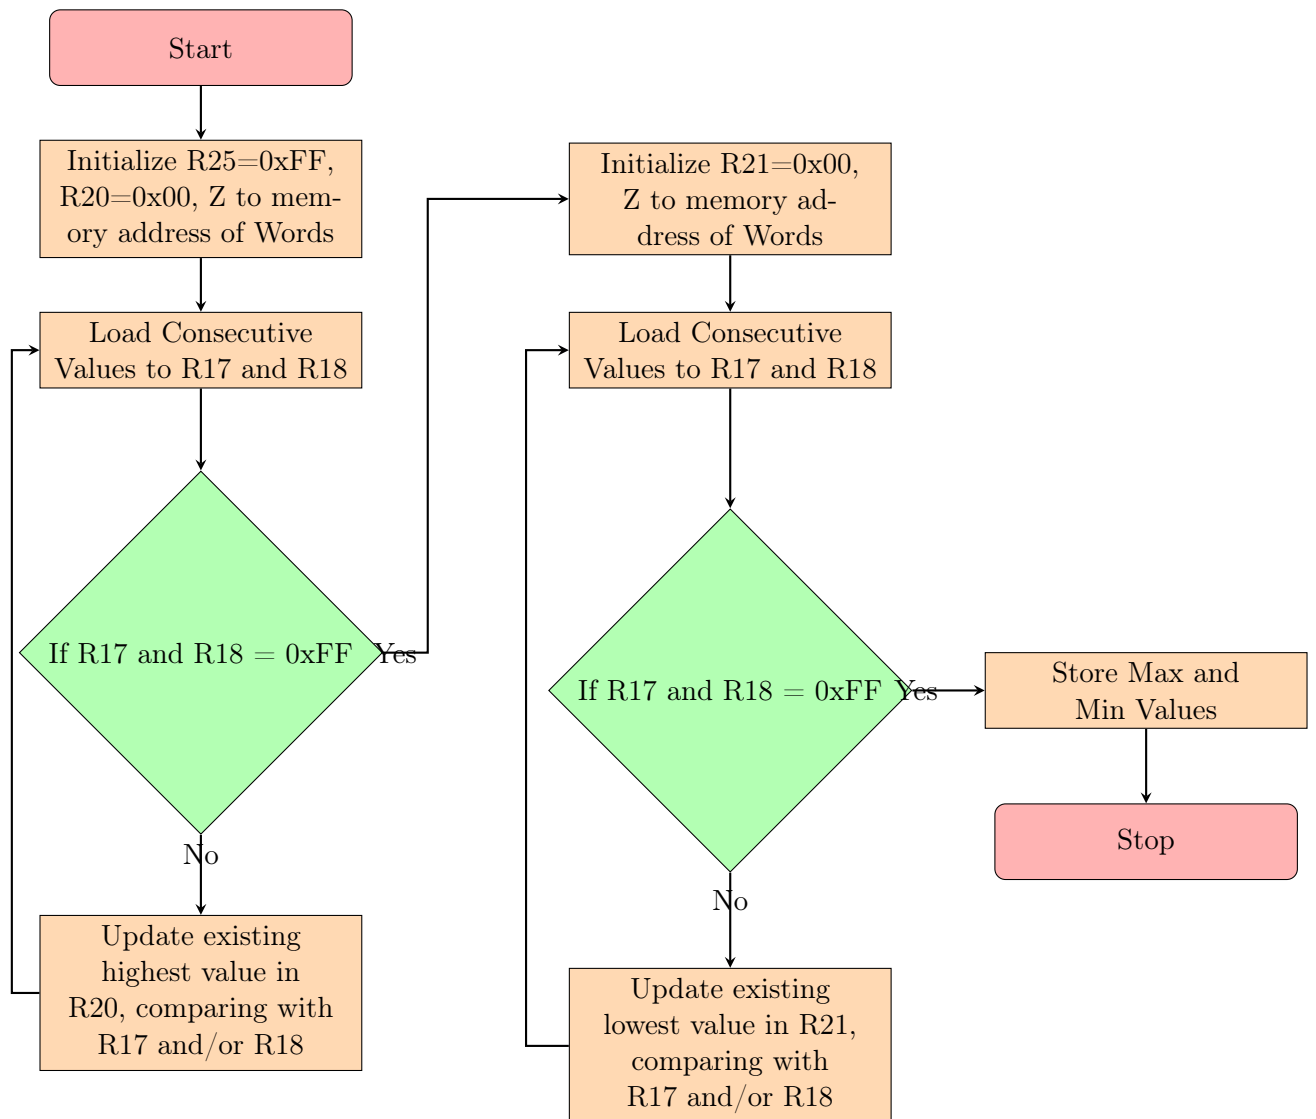 Start
Initialize R25=0xFF,
R20=0x00, Z to mem-
ory address of Words
Load Consecutive
Values to R17 and R18
If R17 and R18 = 0xFF
Yes
No
Update existing
highest value in
R20, comparing with
R17 and/or R18
Initialize R21=0x00,
Z to memory ad-
dress of Words
Load Consecutive
Values to R17 and R18
If R17 and R18 = 0xFF
Yes
No
Update existing
lowest value in R21,
comparing with
R17 and/or R18
Store Max and
Min Values
Stop